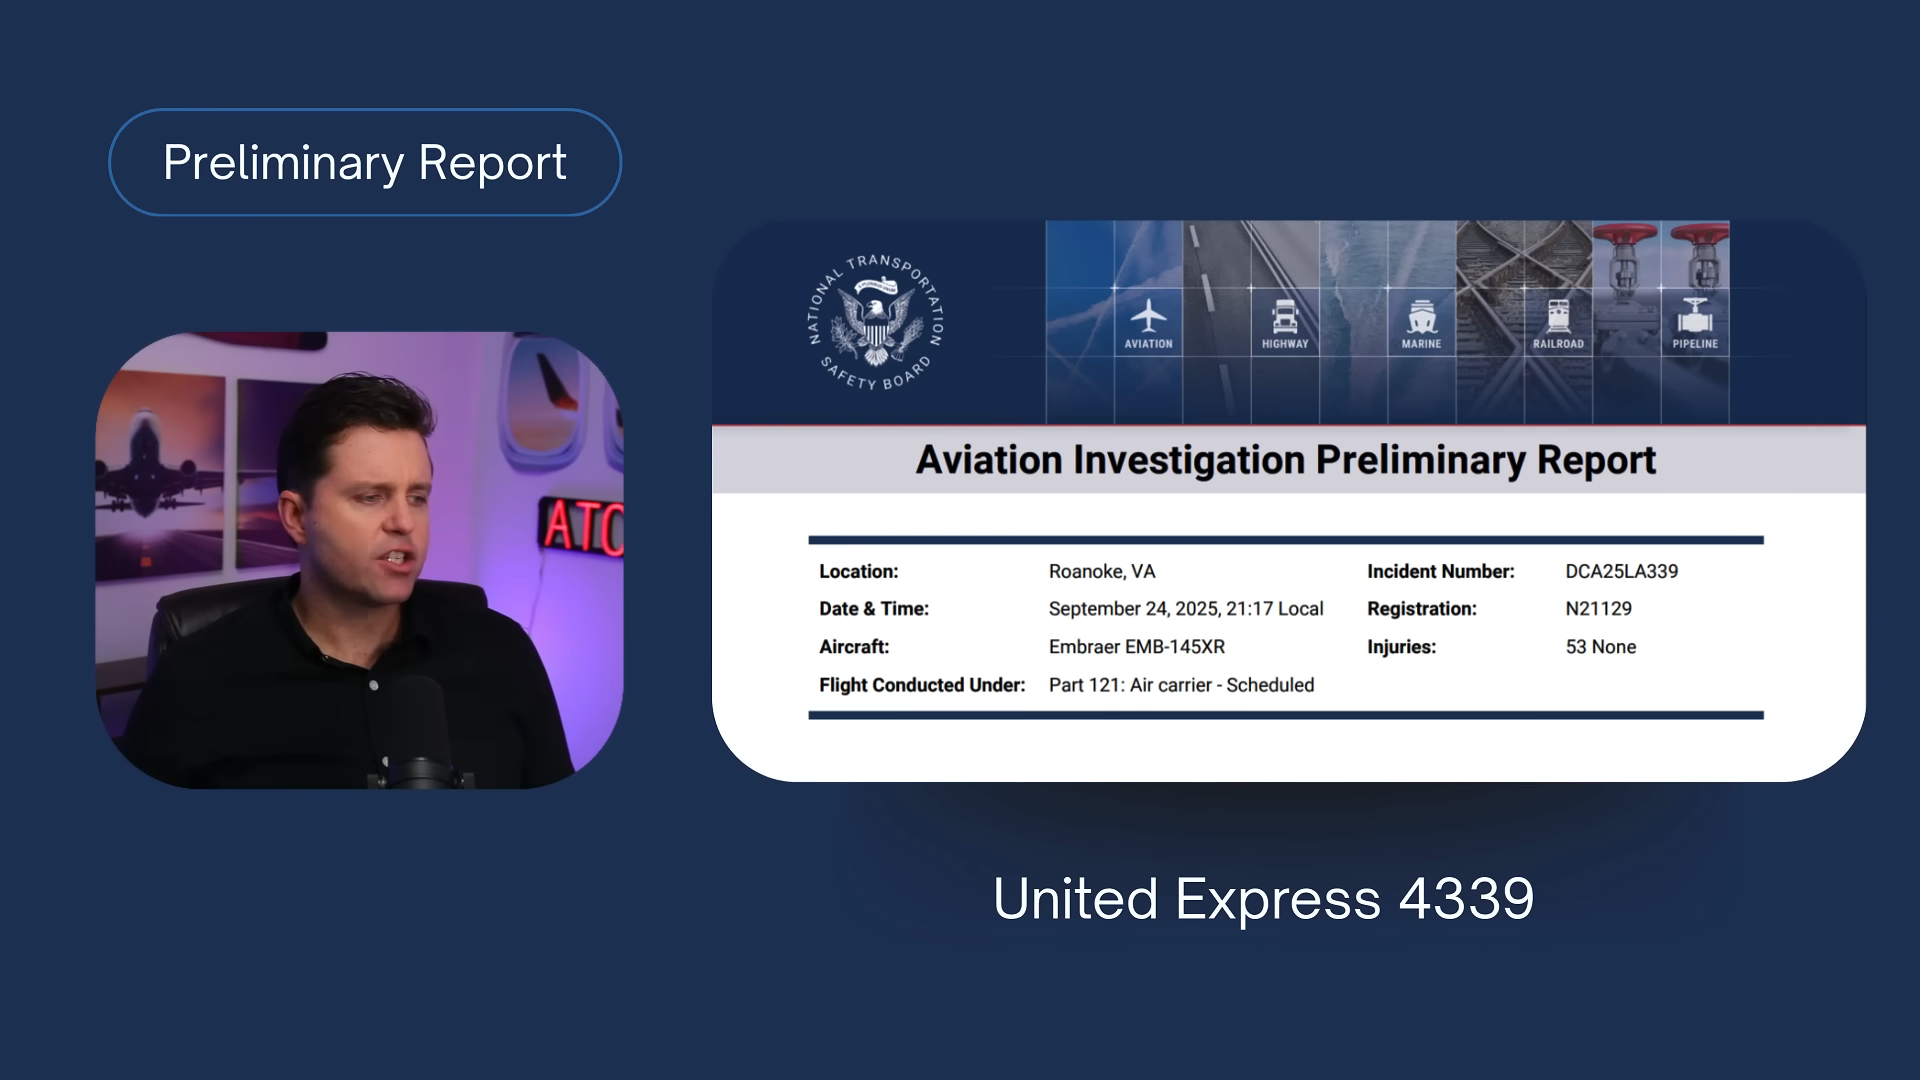 Preliminary Report
NATIONAL TRANSPORTATION
SAFETY BOARD
AVIATION
HIGHWAY
MARINE
RAILROAD
PIPELINE
Aviation Investigation Preliminary Report
Location: Roanoke, VA Incident Number: DCA25LA339
Date & Time: September 24, 2025, 21:17 Local Registration: N21129
Aircraft: Embraer EMB-145XR Injuries: 53 None
Flight Conducted Under: Part 121: Air carrier - Scheduled
ATC
United Express 4339